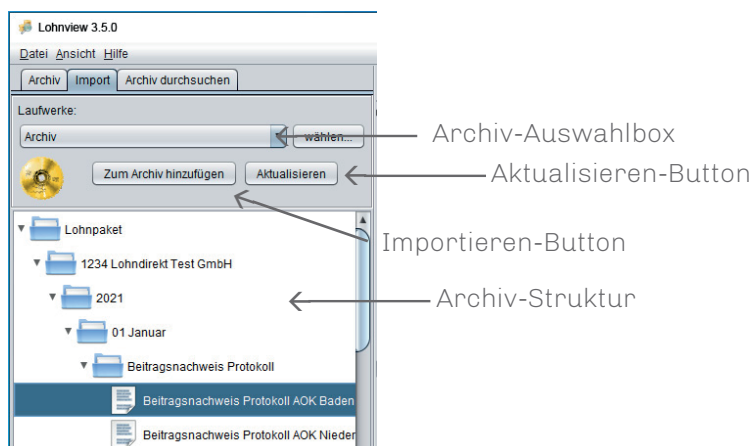 Lohnview 3.5.0
Datei Ansicht Hilfe
Archiv Import Archiv durchsuchen
Laufwerke:
Archiv wählen...
Archiv-Auswahlbox
Zum Archiv hinzufügen Aktualisieren
Aktualisieren-Button
Importieren-Button
Lohnpaket
1234 Lohndirekt Test GmbH
2021
Archiv-Struktur
01 Januar
Beitragsnachweis Protokoll
Beitragsnachweis Protokoll AOK Baden
Beitragsnachweis Protokoll AOK Nieder